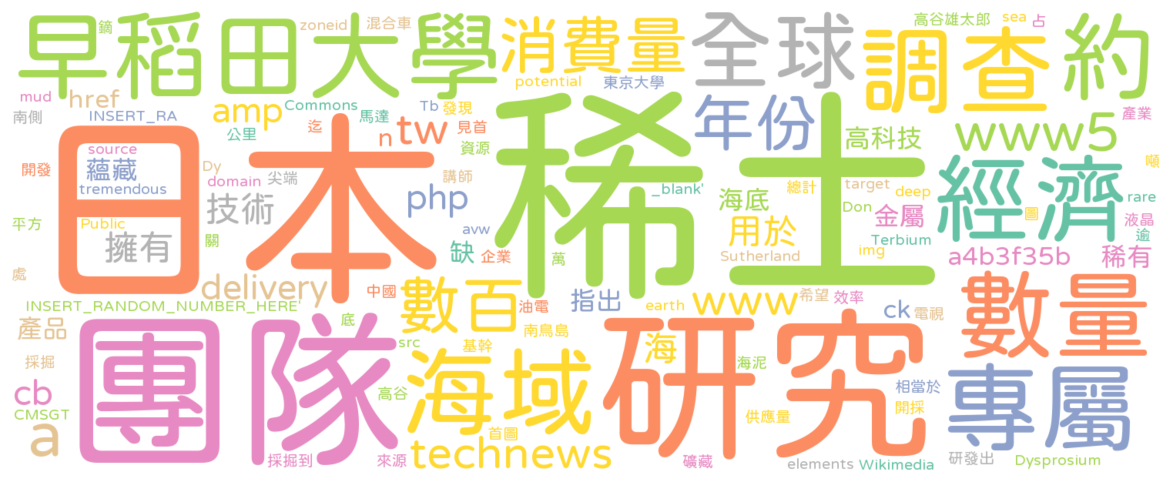 早稻田大學
消費量
全球
調查
約
鏑
zoneid
混合車
高谷雄太郎
sea
占
potential
東京大學
mud
href
南側
INSERT_RA
amp
Commons
馬達
Tb
發現
公里
迄
n
tw
見首
資源
年份
高科技
www5
產業
日本
稀土
source
開發
蘊藏
tremendous
Dy
domain
尖端
講師
技術
php
_blank'
海底
總計
target
deep
噸
經濟
rare
平方
Public
擁有
關
avw
缺
企業
萬
用於
Don
金屬
圖
液晶
逾
Terbium
img
Sutherland
a4b3f35b
稀有
處
delivery
中國
數百
油電
指出
earth
www
希望
效率
ck
電視
數量
INSERT_RANDOM_NUMBER_HERE'
產品
底
團隊
研究
src
南鳥島
海域
基幹
海
採掘
海泥
專屬
cb
CMSGT
高谷
相當於
開採
供應量
a
首圖
technews
採掘到
來源
礦藏
elements
Wikimedia
研發出
Dysprosium